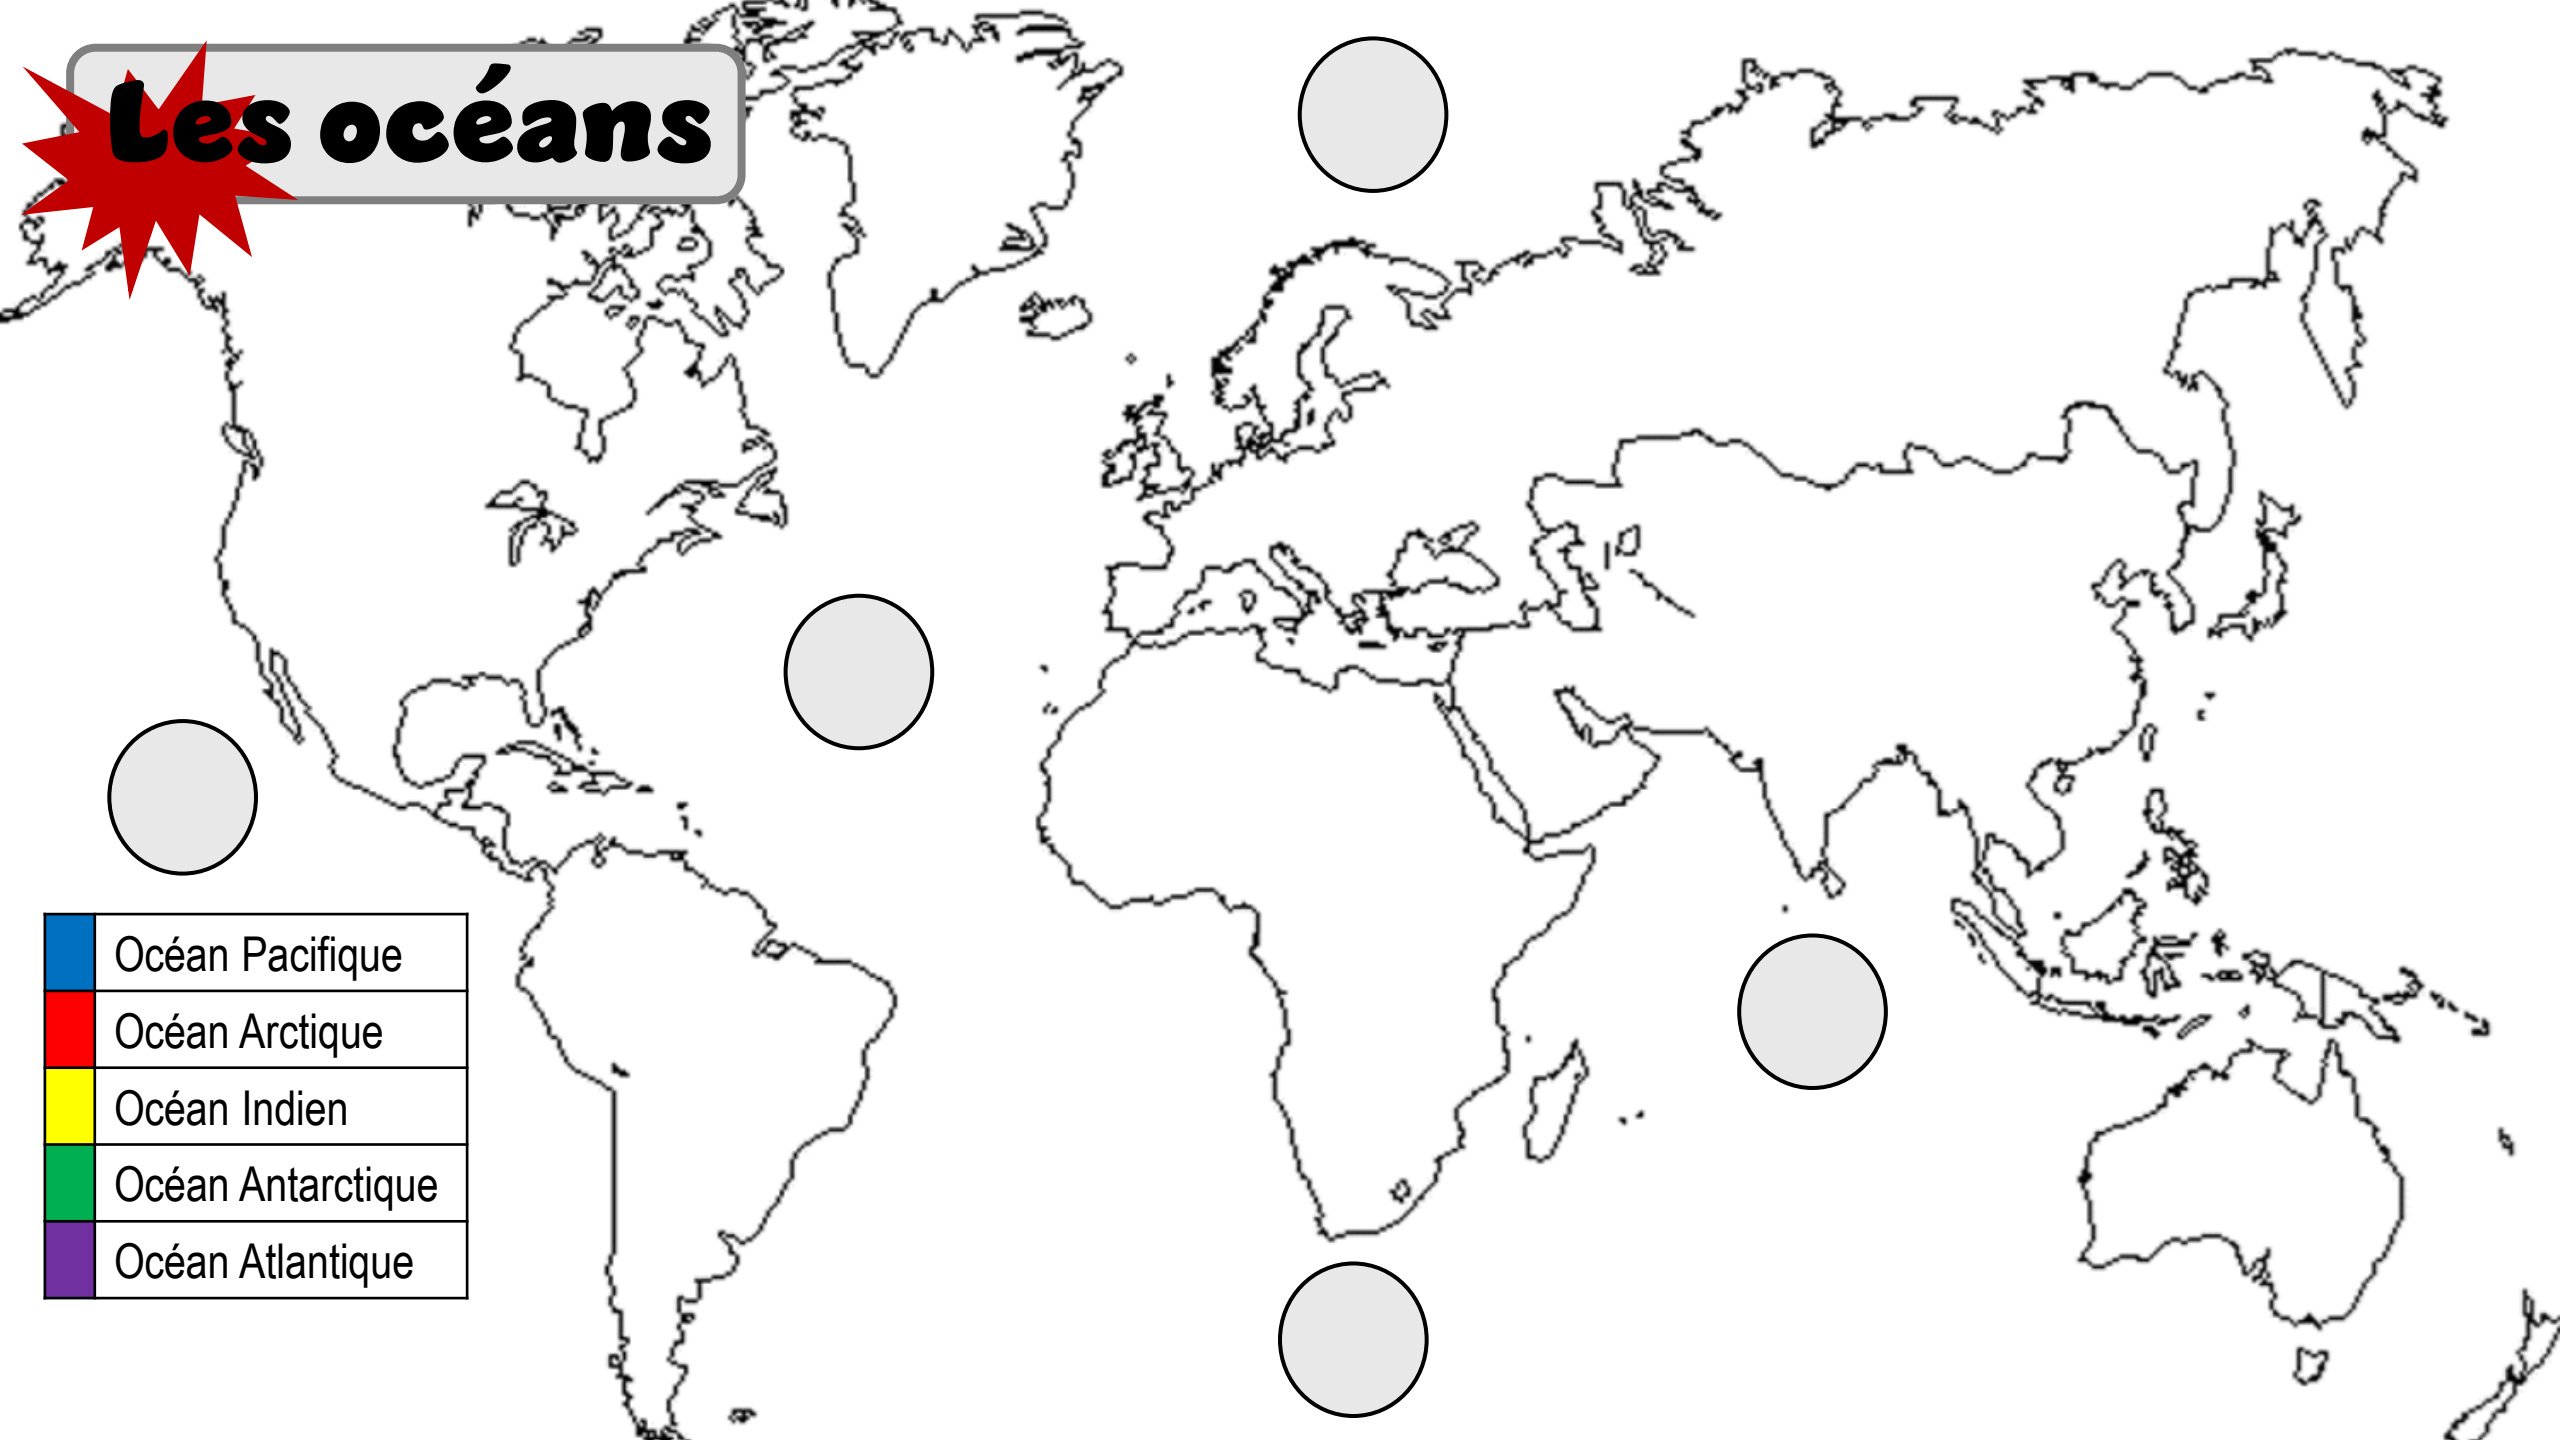 Les océans
Océan Pacifique
Océan Arctique
Océan Indien
Océan Antarctique
Océan Atlantique